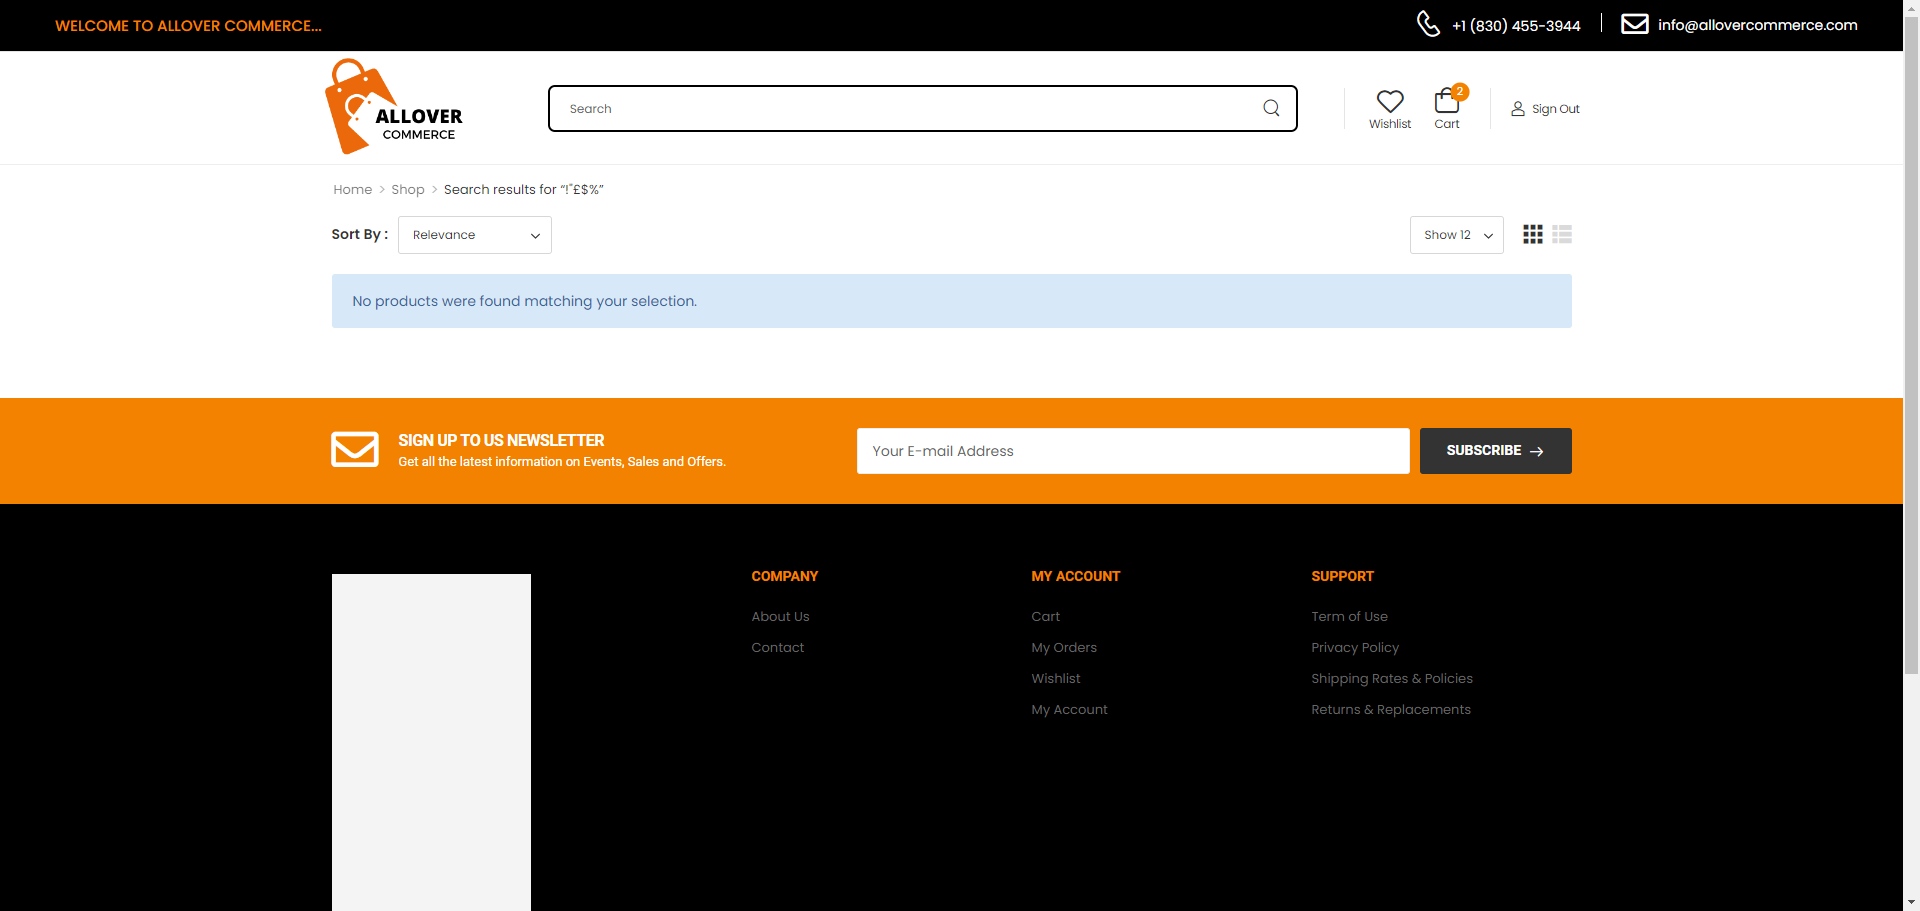 WELCOME TO ALLOVER COMMERCE...
+1 (830) 455-3944
info@allovercommerce.com
ALLOVER
COMMERCE
Search
Wishlist
2
Cart
Sign Out
Home > Shop > Search results for “!"£$%”
Sort By :
Relevance
Show 12
No products were found matching your selection.
SIGN UP TO US NEWSLETTER
Get all the latest information on Events, Sales and Offers.
Your E-mail Address
SUBSCRIBE
COMPANY
About Us
Contact
MY ACCOUNT
Cart
My Orders
Wishlist
My Account
SUPPORT
Term of Use
Privacy Policy
Shipping Rates & Policies
Returns & Replacements